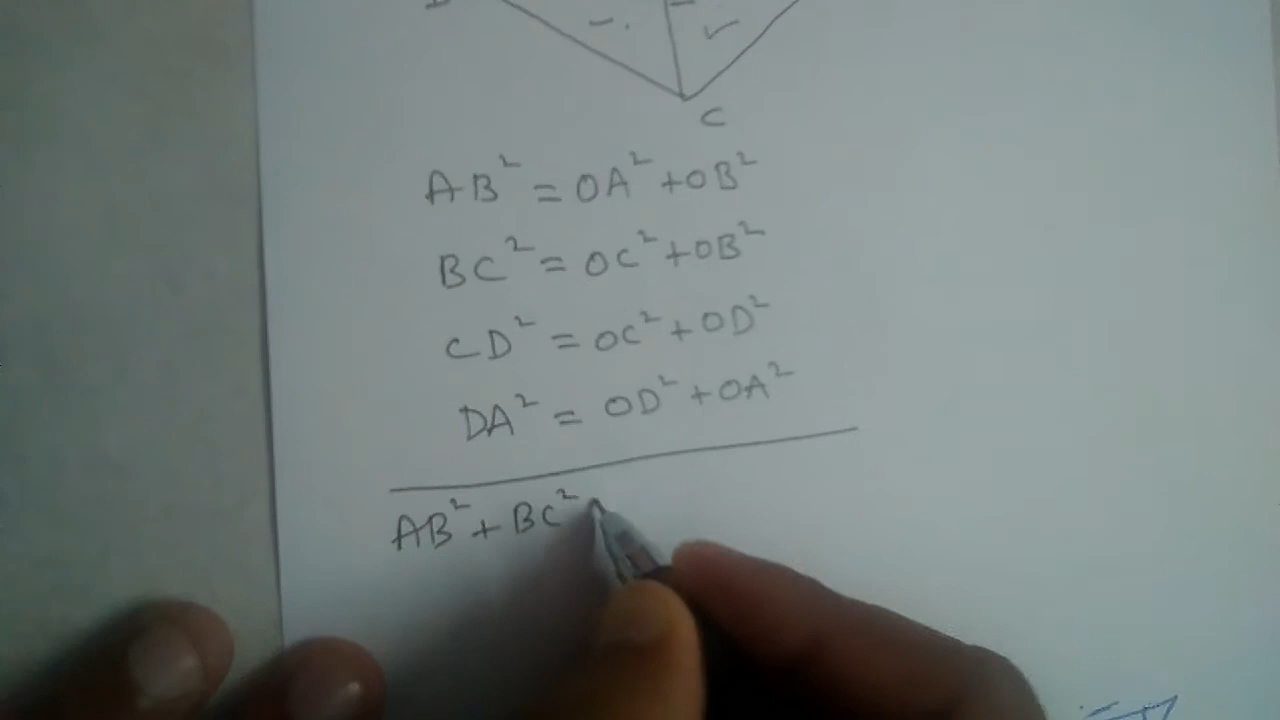 C
AB² = OA² + OB²
BC² = OC² + OB²
CD² = OC² + OD²
DA² = OD² + OA²
AB² + BC²